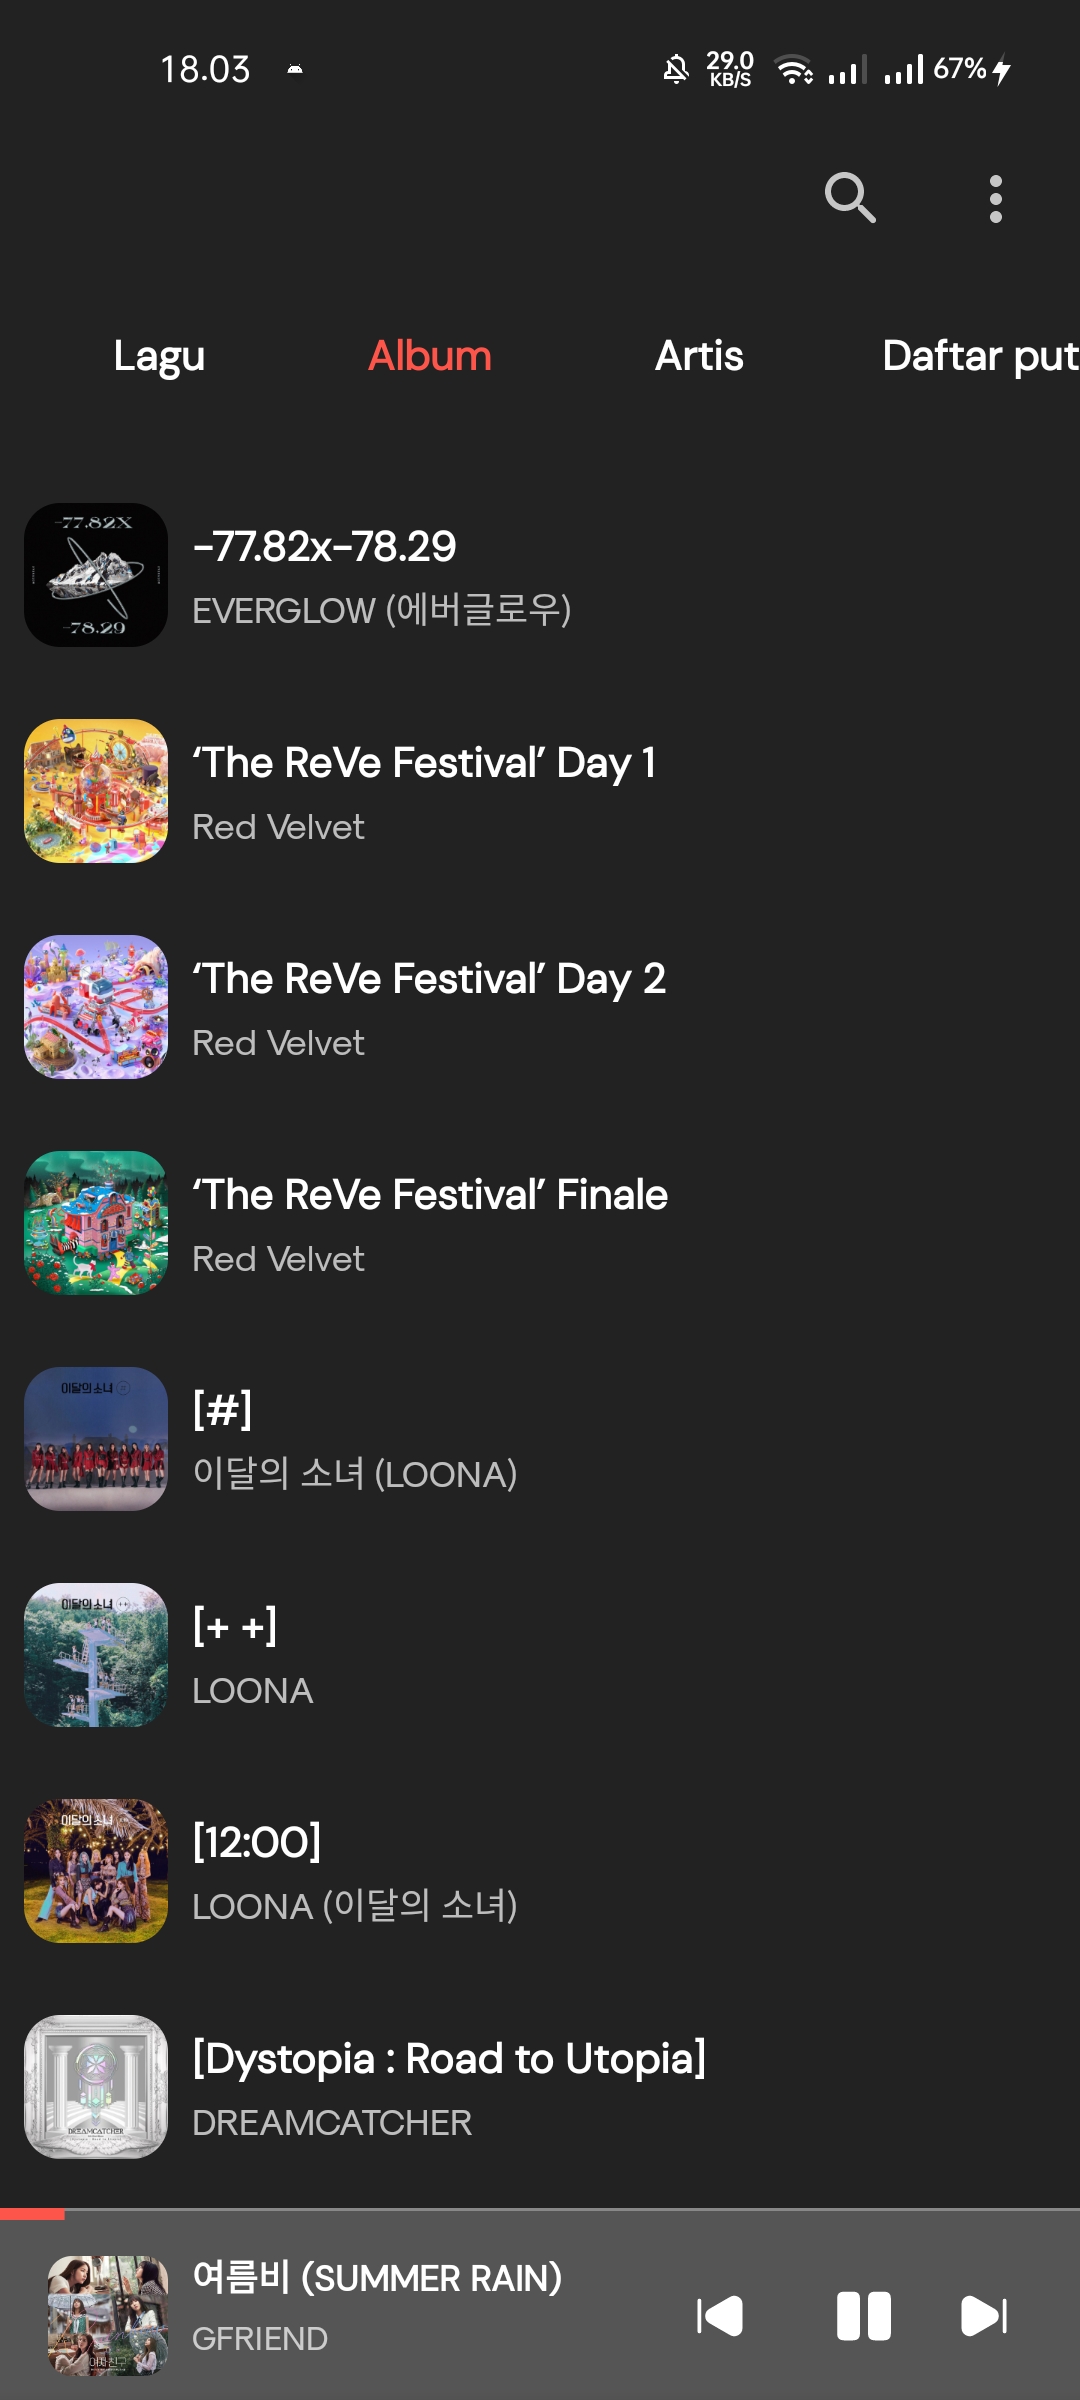 18.03
29.0
KB/S
67%
Lagu
Album
Artis
Daftar put
-77.82X
-78.29
-77.82x-78.29
EVERGLOW (에버글로우)
‘The ReVe Festival’ Day 1
Red Velvet
‘The ReVe Festival’ Day 2
Red Velvet
‘The ReVe Festival’ Finale
Red Velvet
이달의소녀
[#]
이달의 소녀 (LOONA)
이달의소녀
[+ +]
LOONA
이달의소녀
[12:00]
LOONA (이달의 소녀)
DREAMCATCHER
[Dystopia : Road to Utopia]
DREAMCATCHER
여자친구
여름비 (SUMMER RAIN)
GFRIEND